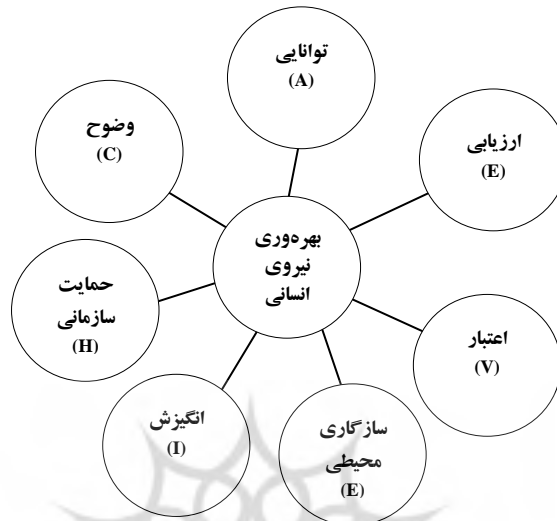 توانایی
(A)
وضوح
(C)
ارزیابی
(E)
بهره‌وری
نیروی
انسانی
حمایت
سازمانی
(H)
اعتبار
(V)
انگیزش
(I)
سازگاری
محیطی
(E)